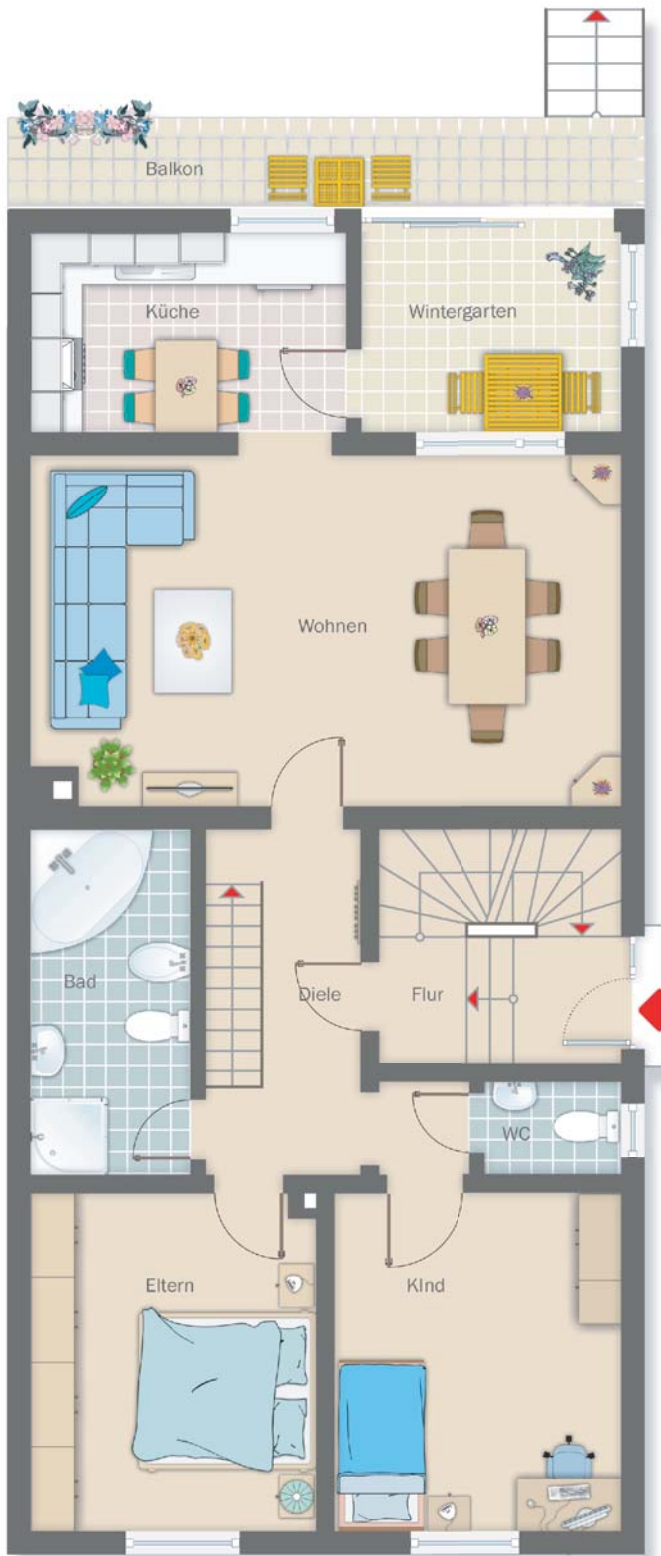 Balkon
Küche
Wintergarten
Wohnen
Bad
Diele
Flur
WC
Eltern
KInd